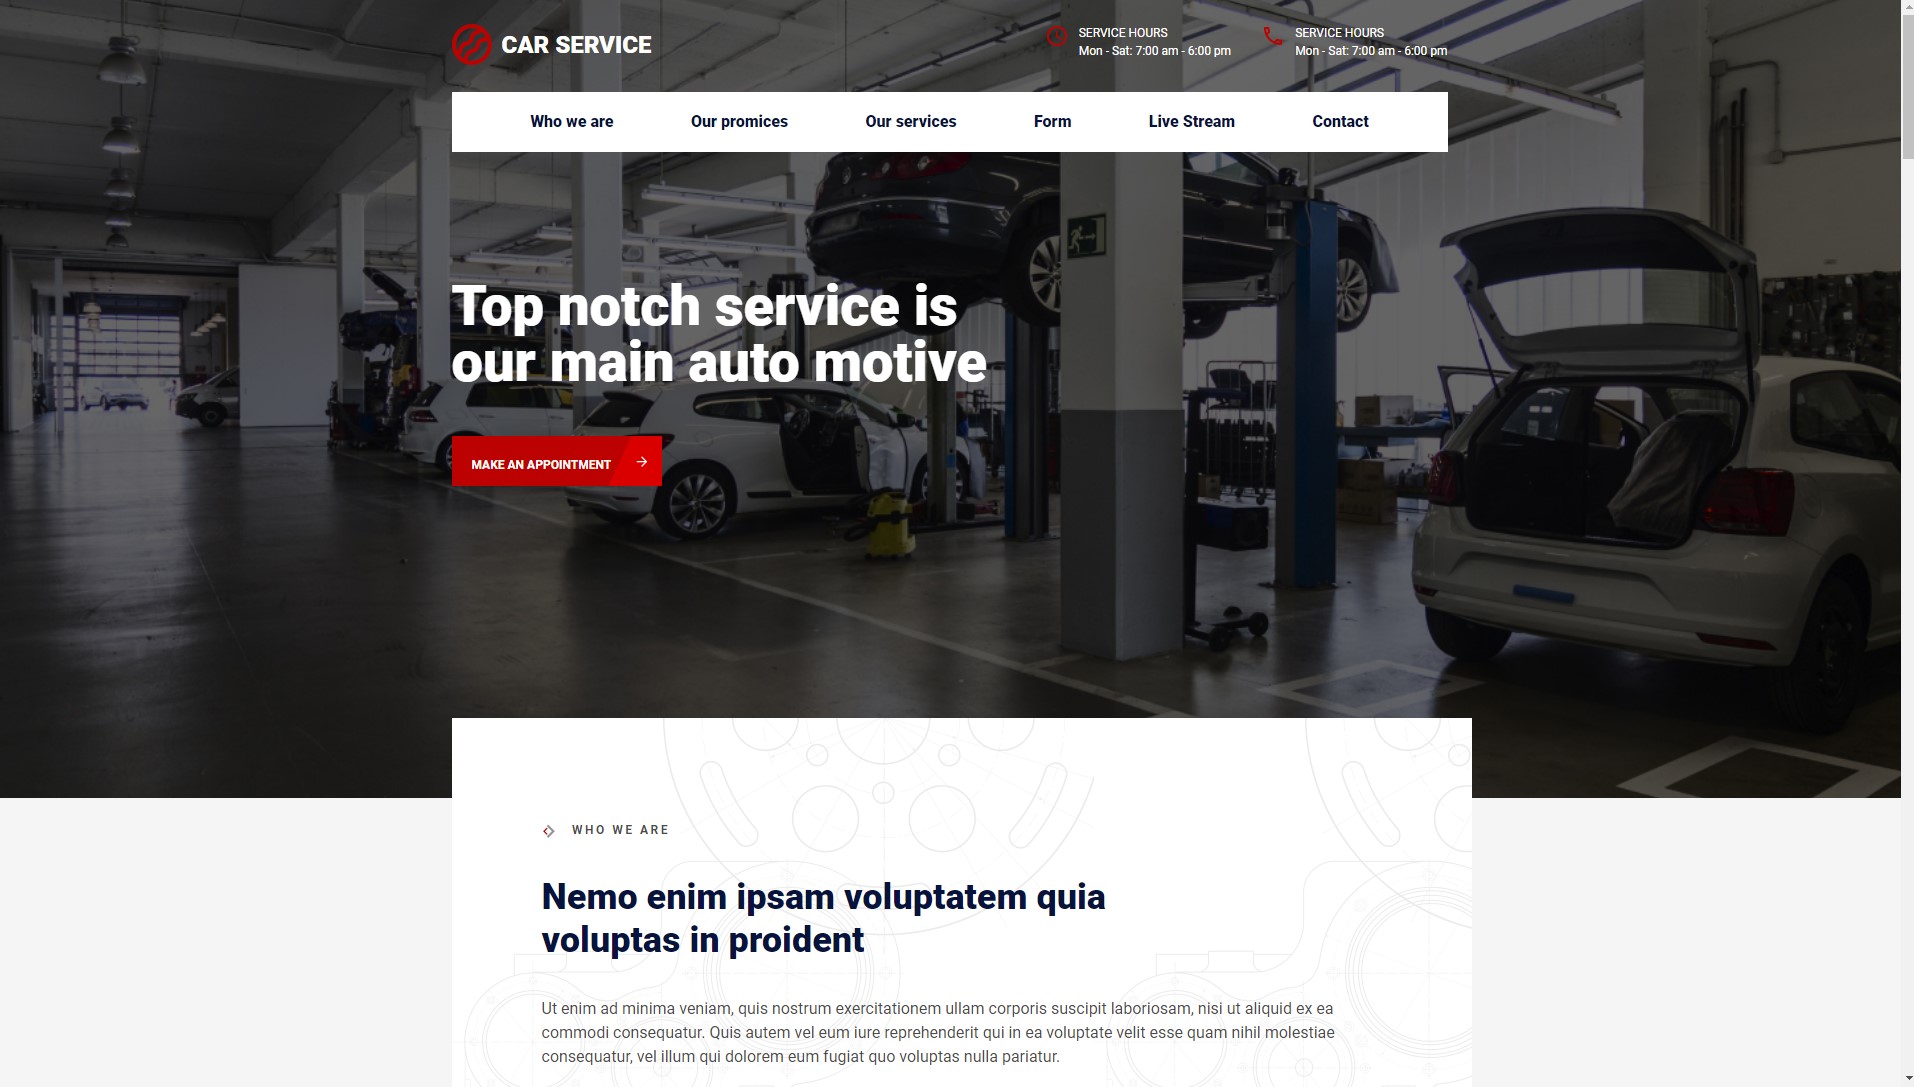 CAR SERVICE
SERVICE HOURS
Mon - Sat: 7:00 am - 6:00 pm
SERVICE HOURS
Mon - Sat: 7:00 am - 6:00 pm
Who we are
Our promices
Our services
Form
Live Stream
Contact
Top notch service is
our main auto motive
MAKE AN APPOINTMENT
WHO WE ARE
Nemo enim ipsam voluptatem quia
voluptas in proident
Ut enim ad minima veniam, quis nostrum exercitationem ullam corporis suscipit laboriosam, nisi ut aliquid ex ea
commodi consequatur. Quis autem vel eum iure reprehenderit qui in ea voluptate velit esse quam nihil molestiae
consequatur, vel illum qui dolorem eum fugiat quo voluptas nulla pariatur.